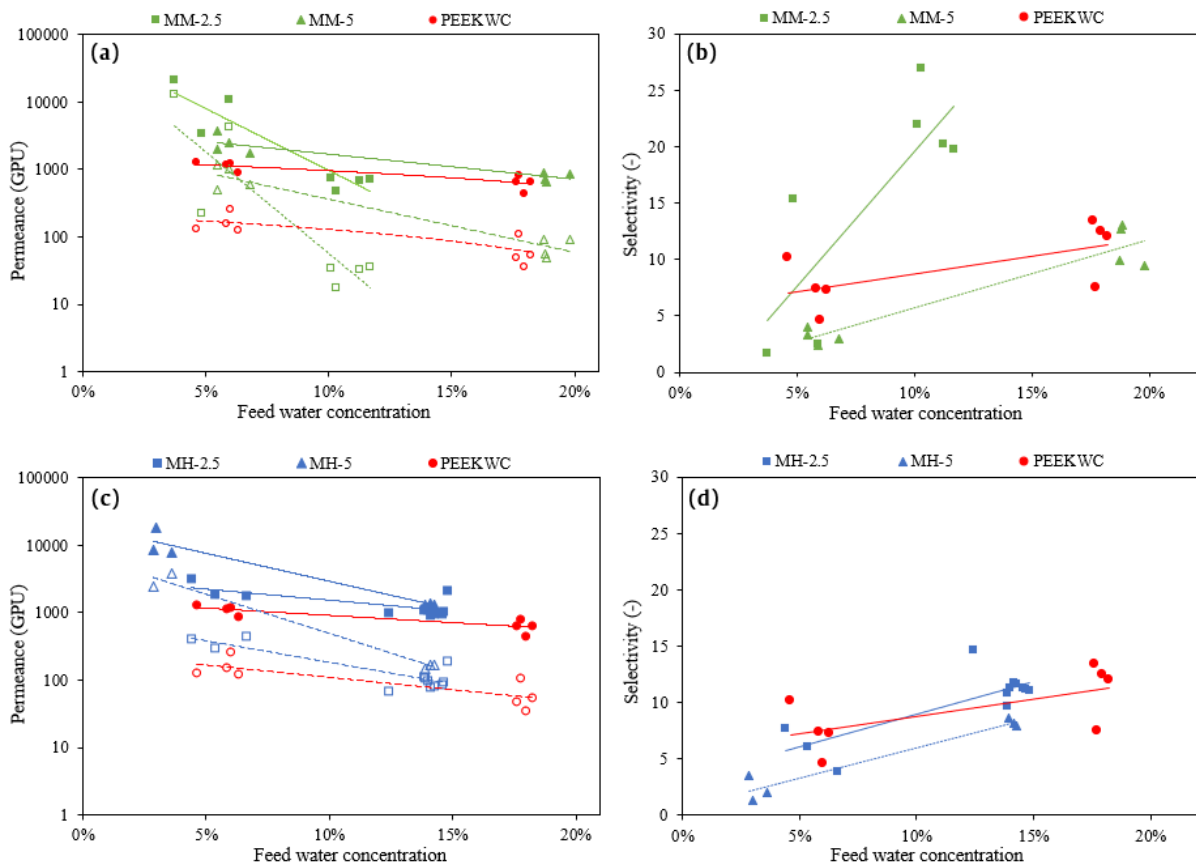 MM-2.5 MM-5 PEEKWC
(a)
Permeance (GPU)
100000
10000
1000
100
10
1
0% 5% 10% 15% 20%
Feed water concentration
MM-2.5 MM-5 PEEKWC
(b)
Selectivity (-)
30
25
20
15
10
5
0
0% 5% 10% 15% 20%
Feed water concentration
MH-2.5 MH-5 PEEKWC
(c)
Permeance (GPU)
100000
10000
1000
100
10
1
0% 5% 10% 15% 20%
Feed water concentration
MH-2.5 MH-5 PEEKWC
(d)
Selectivity (-)
30
25
20
15
10
5
0
0% 5% 10% 15% 20%
Feed water concentration